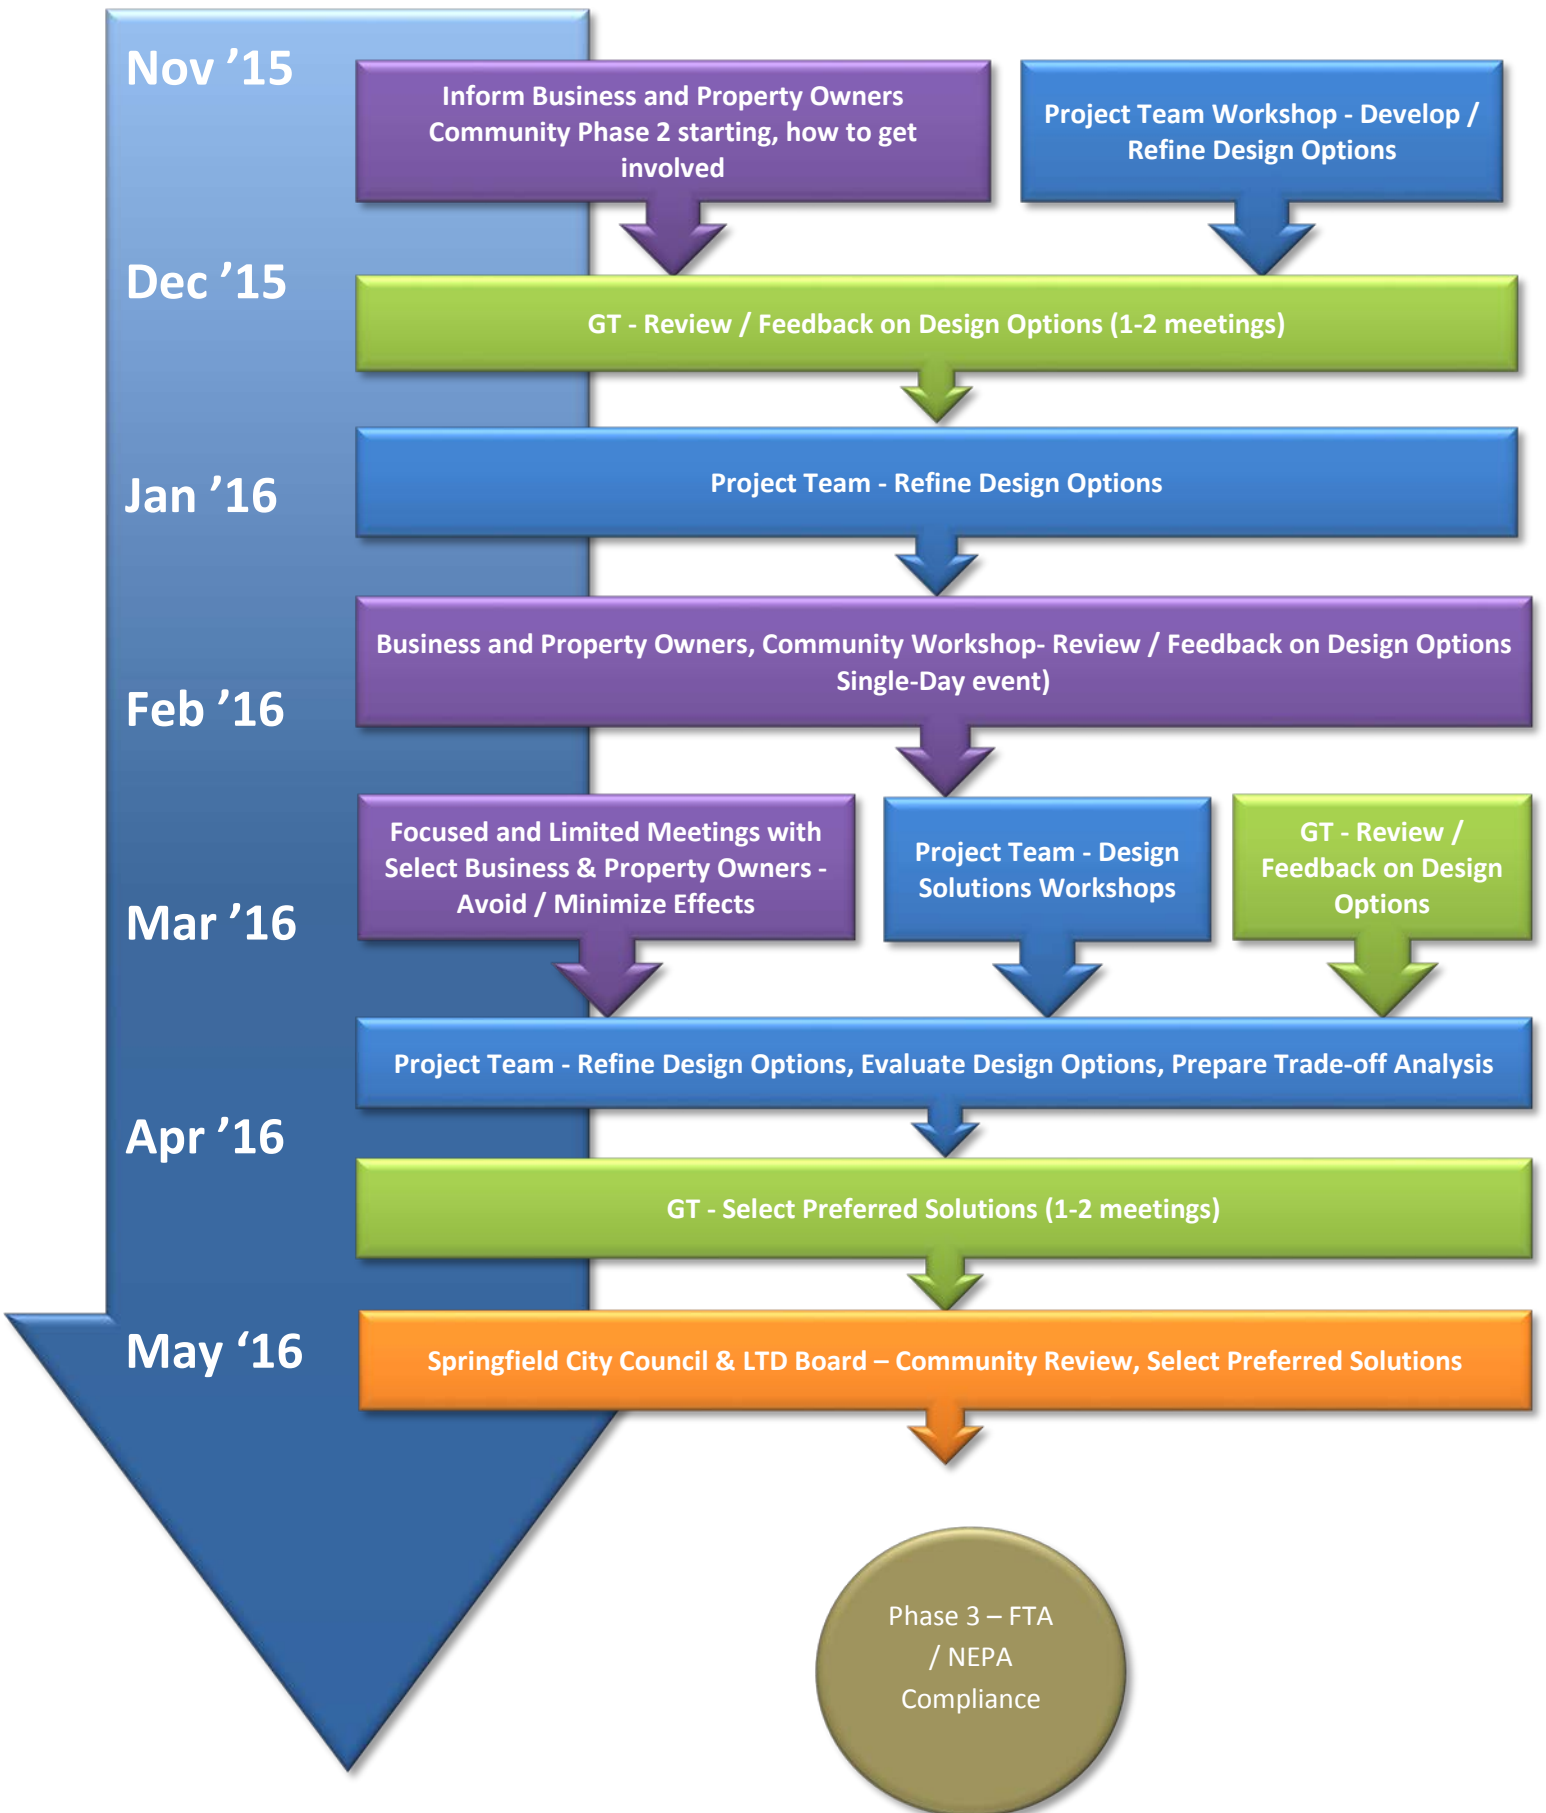 Nov ’15
Inform Business and Property Owners
Community Phase 2 starting, how to get
involved
Project Team Workshop - Develop /
Refine Design Options
Dec ’15
GT - Review / Feedback on Design Options (1-2 meetings)
Jan ’16
Project Team - Refine Design Options
Business and Property Owners, Community Workshop- Review / Feedback on Design Options
Single-Day event)
Feb ’16
Focused and Limited Meetings with
Select Business & Property Owners -
Avoid / Minimize Effects
Project Team - Design
Solutions Workshops
GT - Review /
Feedback on Design
Options
Mar ’16
Project Team - Refine Design Options, Evaluate Design Options, Prepare Trade-off Analysis
Apr ’16
GT - Select Preferred Solutions (1-2 meetings)
May ‘16
Springfield City Council & LTD Board – Community Review, Select Preferred Solutions
Phase 3 – FTA
/ NEPA
Compliance